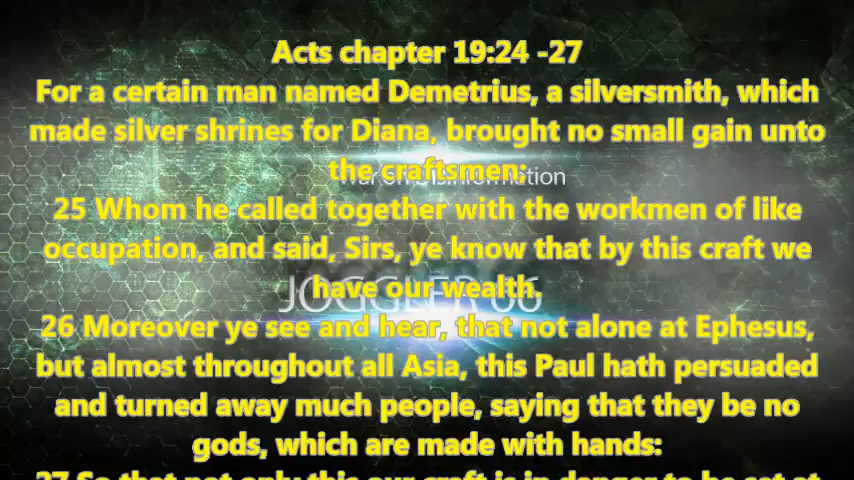 Acts chapter 19:24 -27
For a certain man named Demetrius, a silversmith, which
made silver shrines for Diana, brought no small gain unto
the craftsmen;
War on Disinformation
25 Whom he called together with the workmen of like
occupation, and said, Sirs, ye know that by this craft we
have our wealth.
JOGGLER 66
26 Moreover ye see and hear, that not alone at Ephesus,
but almost throughout all Asia, this Paul hath persuaded
and turned away much people, saying that they be no
gods, which are made with hands:
27 So that not only this our craft is in danger to be set at